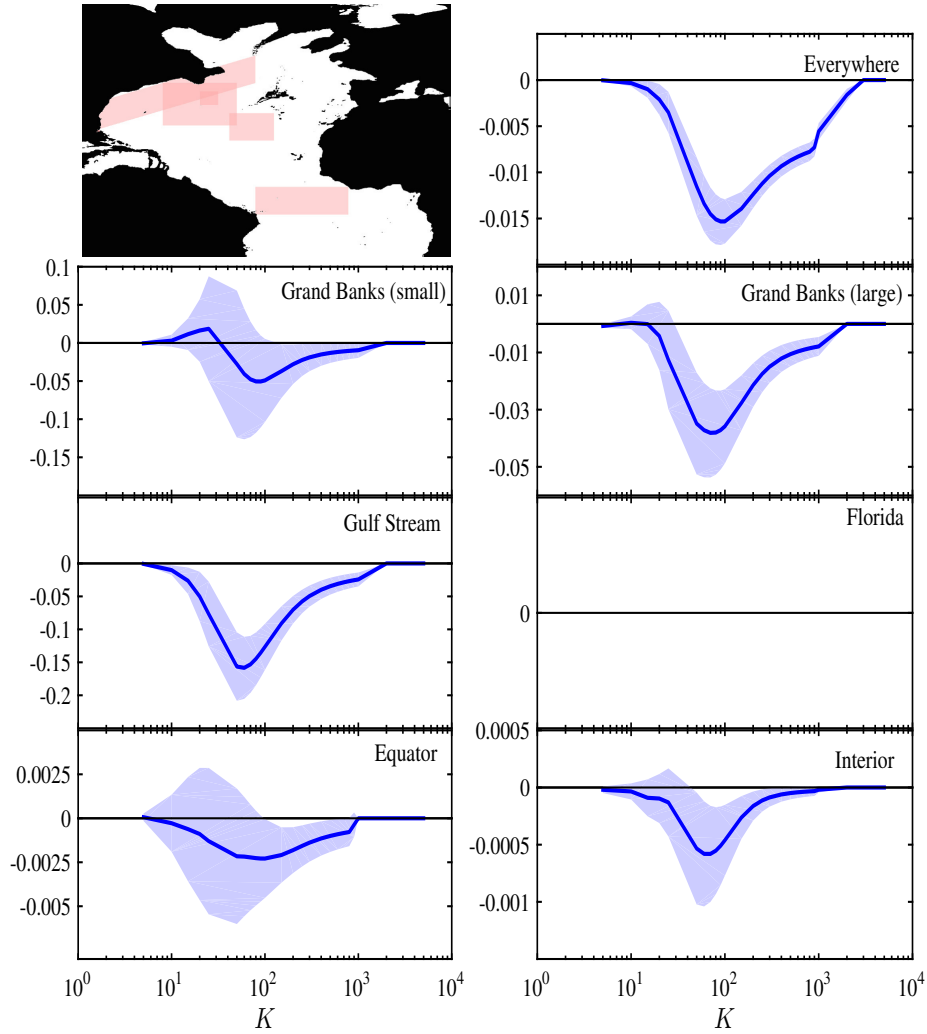 Everywhere
0
-0.005
-0.01
-0.015
Grand Banks (small)
0.1
0.05
0
-0.05
-0.1
-0.15
Grand Banks (large)
0.01
-0.01
-0.03
-0.05
Gulf Stream
0
-0.05
-0.1
-0.15
-0.2
Florida
0
Equator
0.0025
0
-0.0025
-0.005
10^0 10^1 10^2 10^3 10^4
K
Interior
0.0005
0
-0.0005
-0.001
10^0 10^1 10^2 10^3 10^4
K